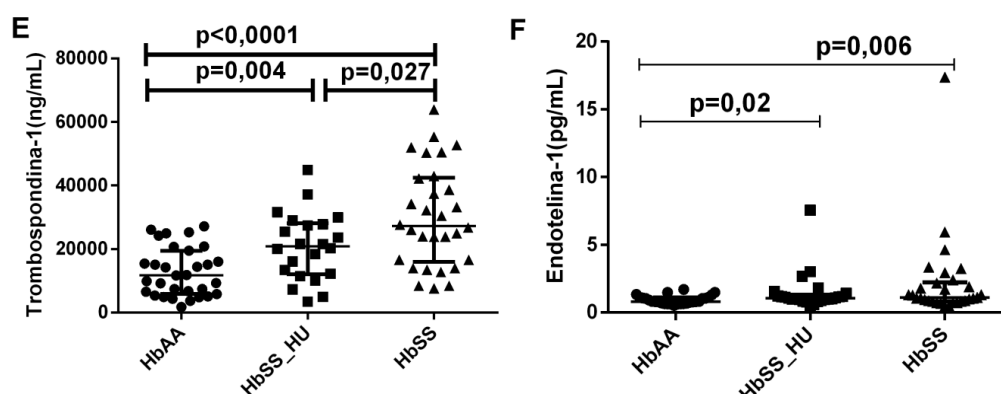 E
p<0,0001
p=0,004
p=0,027
Trombospondina-1(ng/mL)
80000
60000
40000
20000
0
HbAA
HbSS_HU
HbSS
F
p=0,006
p=0,02
Endotelina-1(pg/mL)
20
15
10
5
0
HbAA
HbSS_HU
HbSS